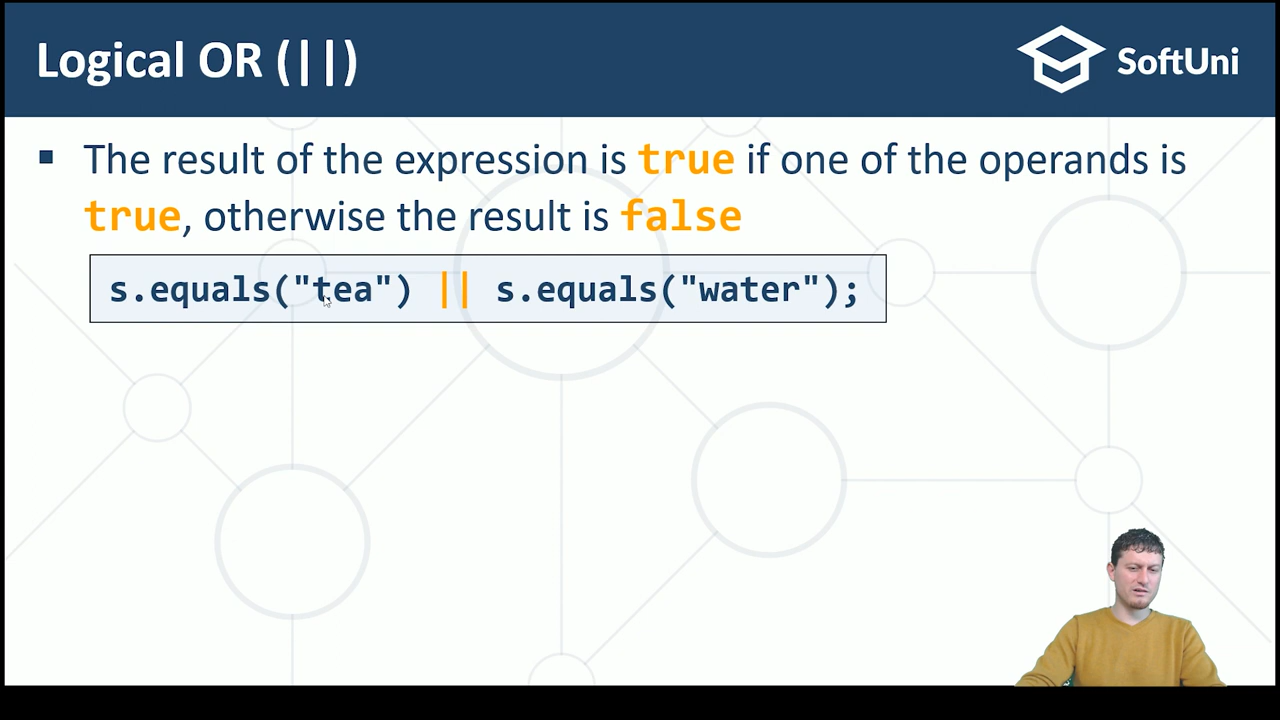 Logical OR (||)
SoftUni
▪ The result of the expression is true if one of the operands is
true, otherwise the result is false
s.equals("tea") || s.equals("water");